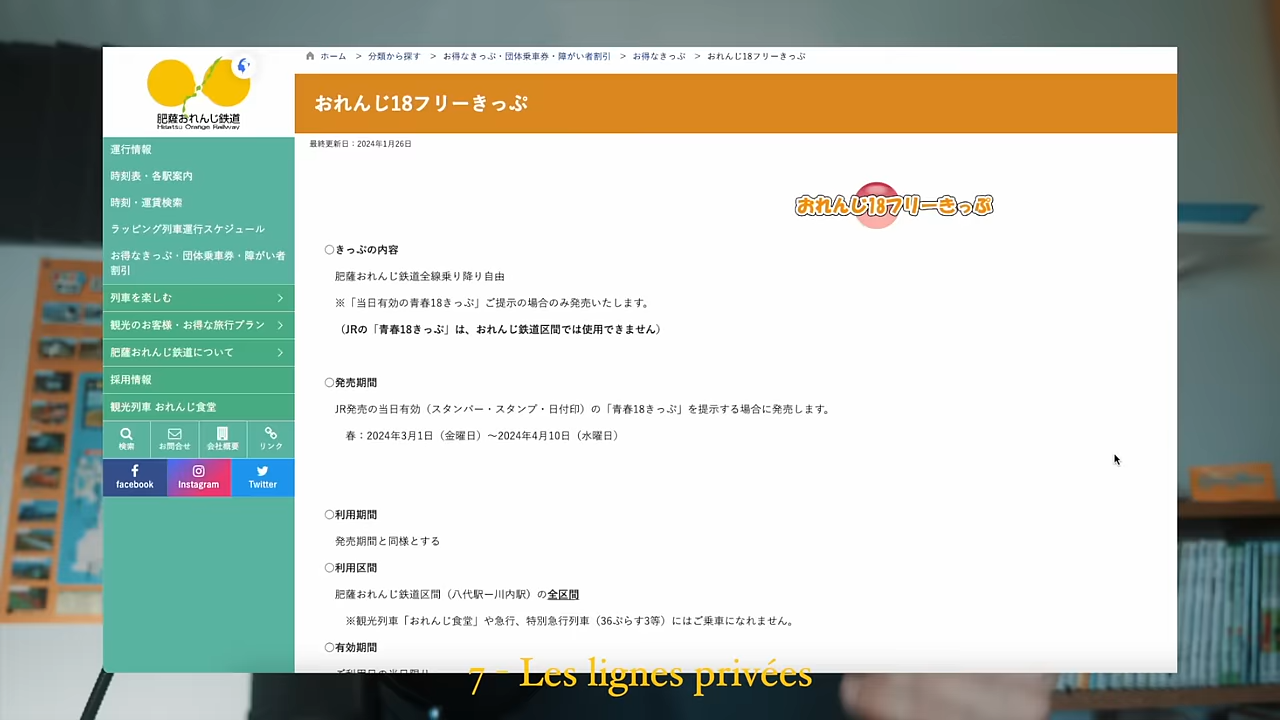 肥薩おれんじ鉄道
Hisatsu Orange Railway
運行情報
時刻表・各駅案内
時刻・運賃検索
ラッピング列車運行スケジュール
お得なきっぷ・団体乗車券・障がい者
割引
列車を楽しむ
観光のお客様・お得な旅行プラン
肥薩おれんじ鉄道について
採用情報
観光列車 おれんじ食堂
検索 お問合せ 会社概要 リンク
facebook Instagram Twitter
ホーム > 分類から探す > お得なきっぷ・団体乗車券・障がい者割引 > お得なきっぷ > おれんじ18フリーきっぷ
おれんじ18フリーきっぷ
最終更新日:2024年1月26日
おれんじ18フリーきっぷ
○きっぷの内容
肥薩おれんじ鉄道全線乗り降り自由
※「当日有効の青春18きっぷ」ご提示の場合のみ発売いたします。
(JRの「青春18きっぷ」は、おれんじ鉄道区間では使用できません)
○発売期間
JR発売の当日有効(スタンパー・スタンプ・日付印)の「青春18きっぷ」を提示する場合に発売します。
春:2024年3月1日(金曜日)~2024年4月10日(水曜日)
○利用期間
発売期間と同様とする
○利用区間
肥薩おれんじ鉄道区間(八代駅ー川内駅)の全区間
※観光列車「おれんじ食堂」や急行、特別急行列車(36ぷらす3等)にはご乗車になれません。
○有効期間
ご利用日の当日限り
7 - Les lignes privées